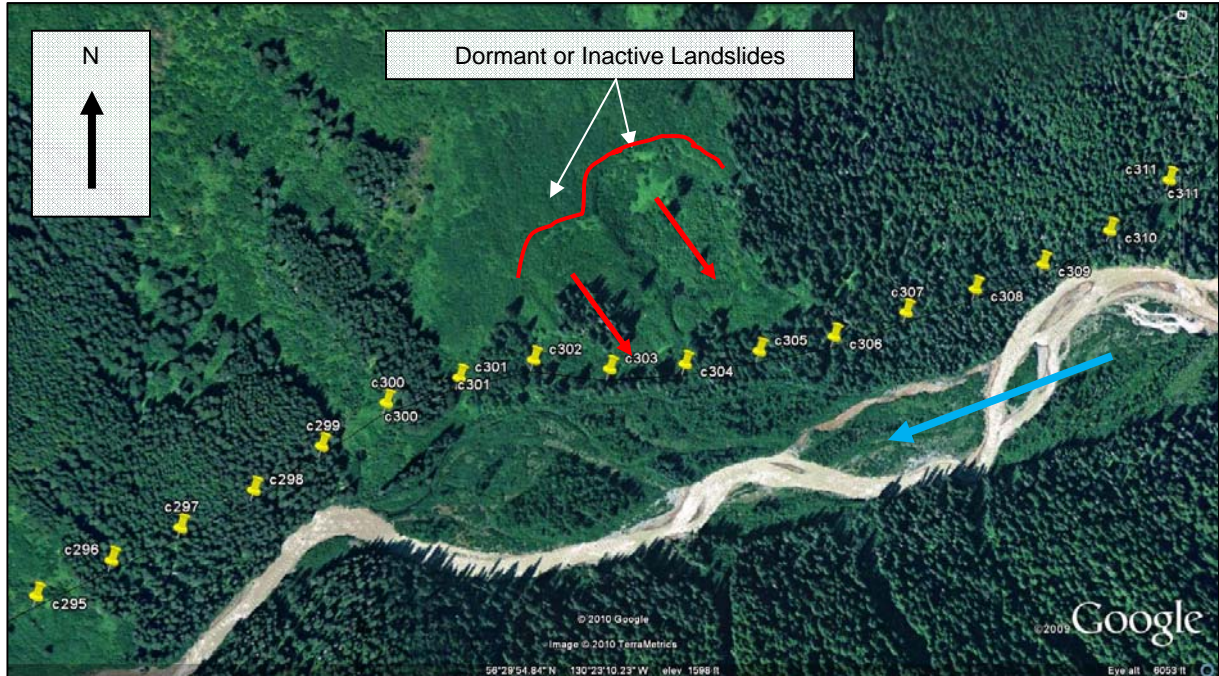 N
Dormant or Inactive Landslides
N
c311
c311
c310
c309
c308
c307
c306
c305
c304
c303
c302
c301
c301
c300
c300
c299
c298
c297
c296
c295
© 2010 Google
Image © 2010 TerraMetrics
©2009 Google
56°29'54.84" N 130°23'10.23" W elev 1598 ft
Eye alt 6053 ft